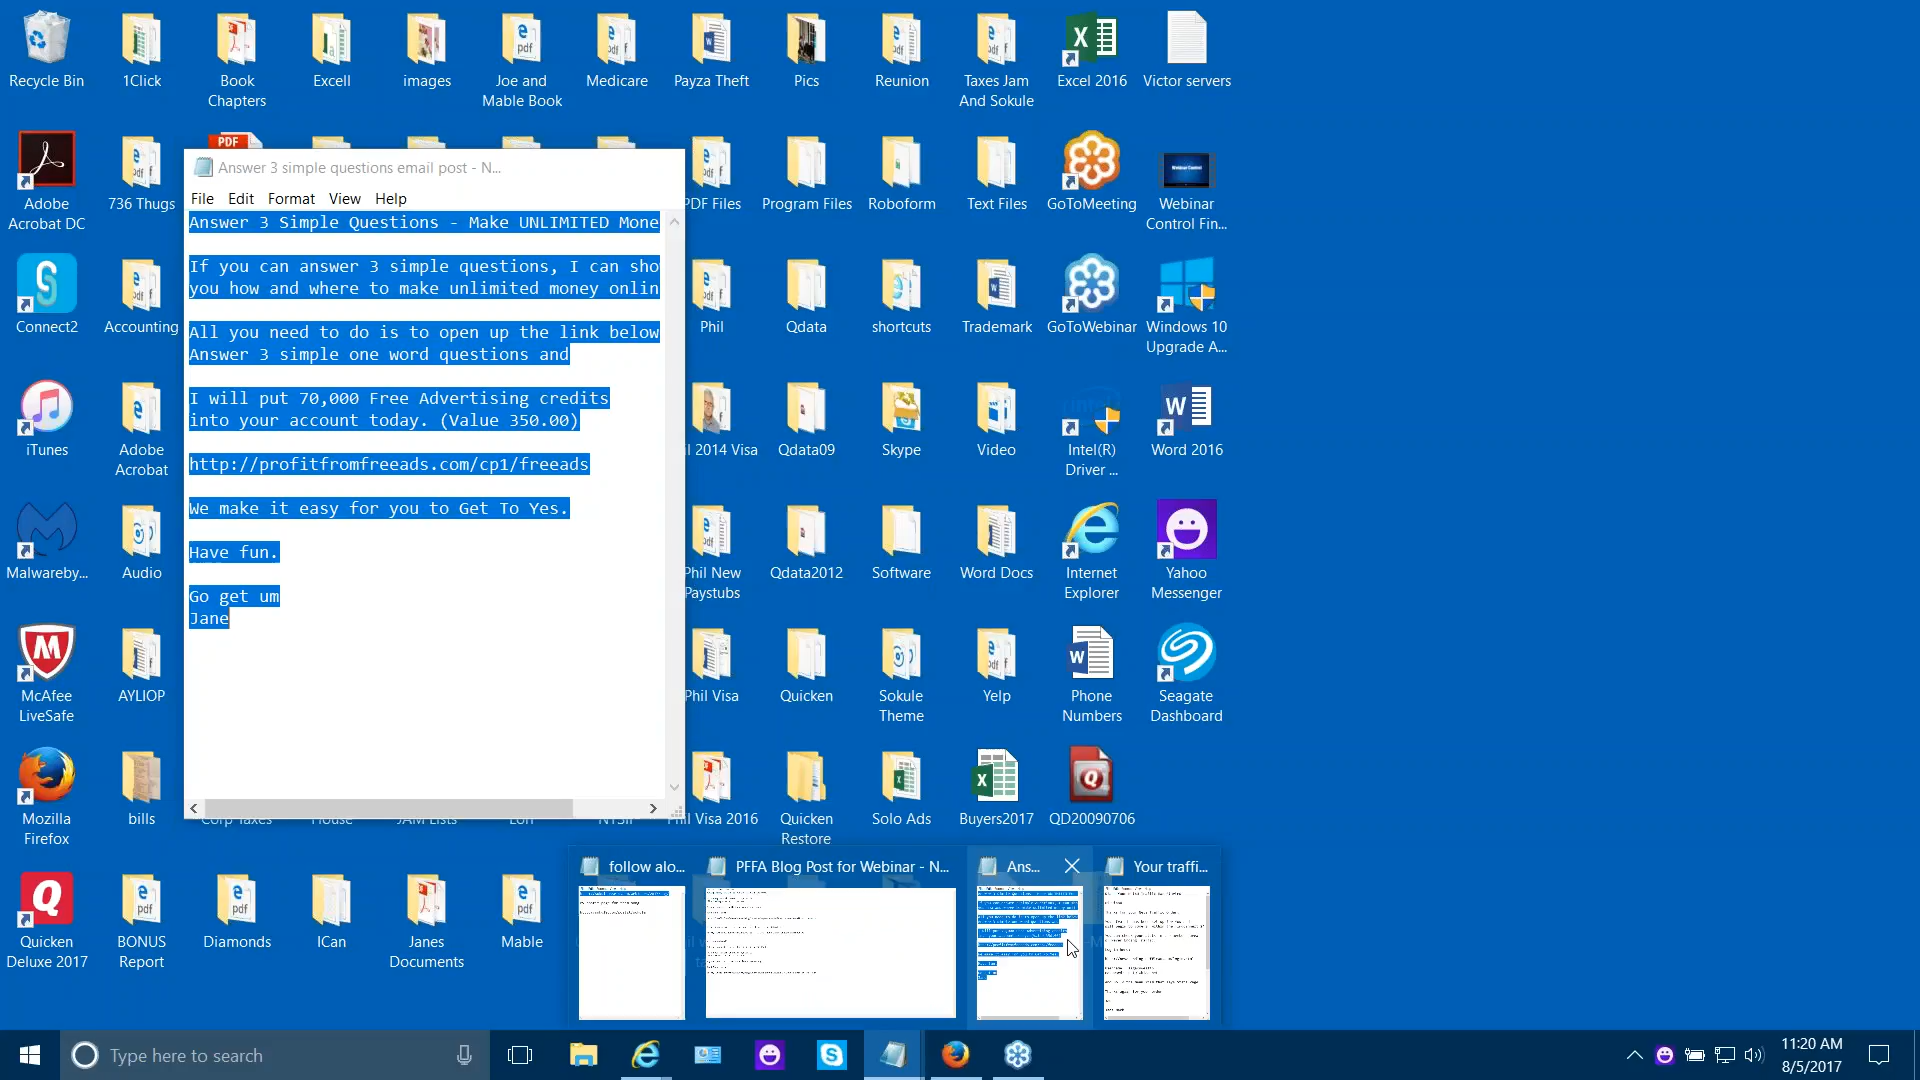 Recycle Bin
1Click
Book Chapters
Excell
images
Joe and Mable Book
Medicare
Payza Theft
Pics
Reunion
Taxes Jam And Sokule
Excel 2016
Victor servers
Adobe Acrobat DC
736 Thugs
PDF
PDF Files
Program Files
Roboform
Text Files
GoToMeeting
Webinar Control Fin...
Answer 3 simple questions email post - N...
File Edit Format View Help
Answer 3 Simple Questions - Make UNLIMITED Mone
If you can answer 3 simple questions, I can sho
you how and where to make unlimited money onlin
All you need to do is to open up the link below
Answer 3 simple one word questions and
I will put 70,000 Free Advertising credits
into your account today. (Value 350.00)
http://profitfromfreeads.com/cp1/freeads
We make it easy for you to Get To Yes.
Have fun.
Go get um
Jane
Connect2
Accounting
Phil
Qdata
shortcuts
Trademark
GoToWebinar
Windows 10 Upgrade A...
iTunes
Adobe Acrobat
il 2014 Visa
Qdata09
Skype
Video
Intel(R) Driver ...
Word 2016
Malwareby...
Audio
Phil New Paystubs
Qdata2012
Software
Word Docs
Internet Explorer
Yahoo Messenger
McAfee LiveSafe
AYLIOP
Phil Visa
Quicken
Sokule Theme
Yelp
Phone Numbers
Seagate Dashboard
Mozilla Firefox
bills
Corp Taxes
House
JAM Lists
Lori
Phil Visa 2016
Quicken Restore
Solo Ads
Buyers2017
QD20090706
Quicken Deluxe 2017
BONUS Report
Diamonds
ICan
Janes Documents
Mable
follow alo...
PFFA Blog Post for Webinar - N...
Ans...
Your traffi...
Type here to search
11:20 AM
8/5/2017